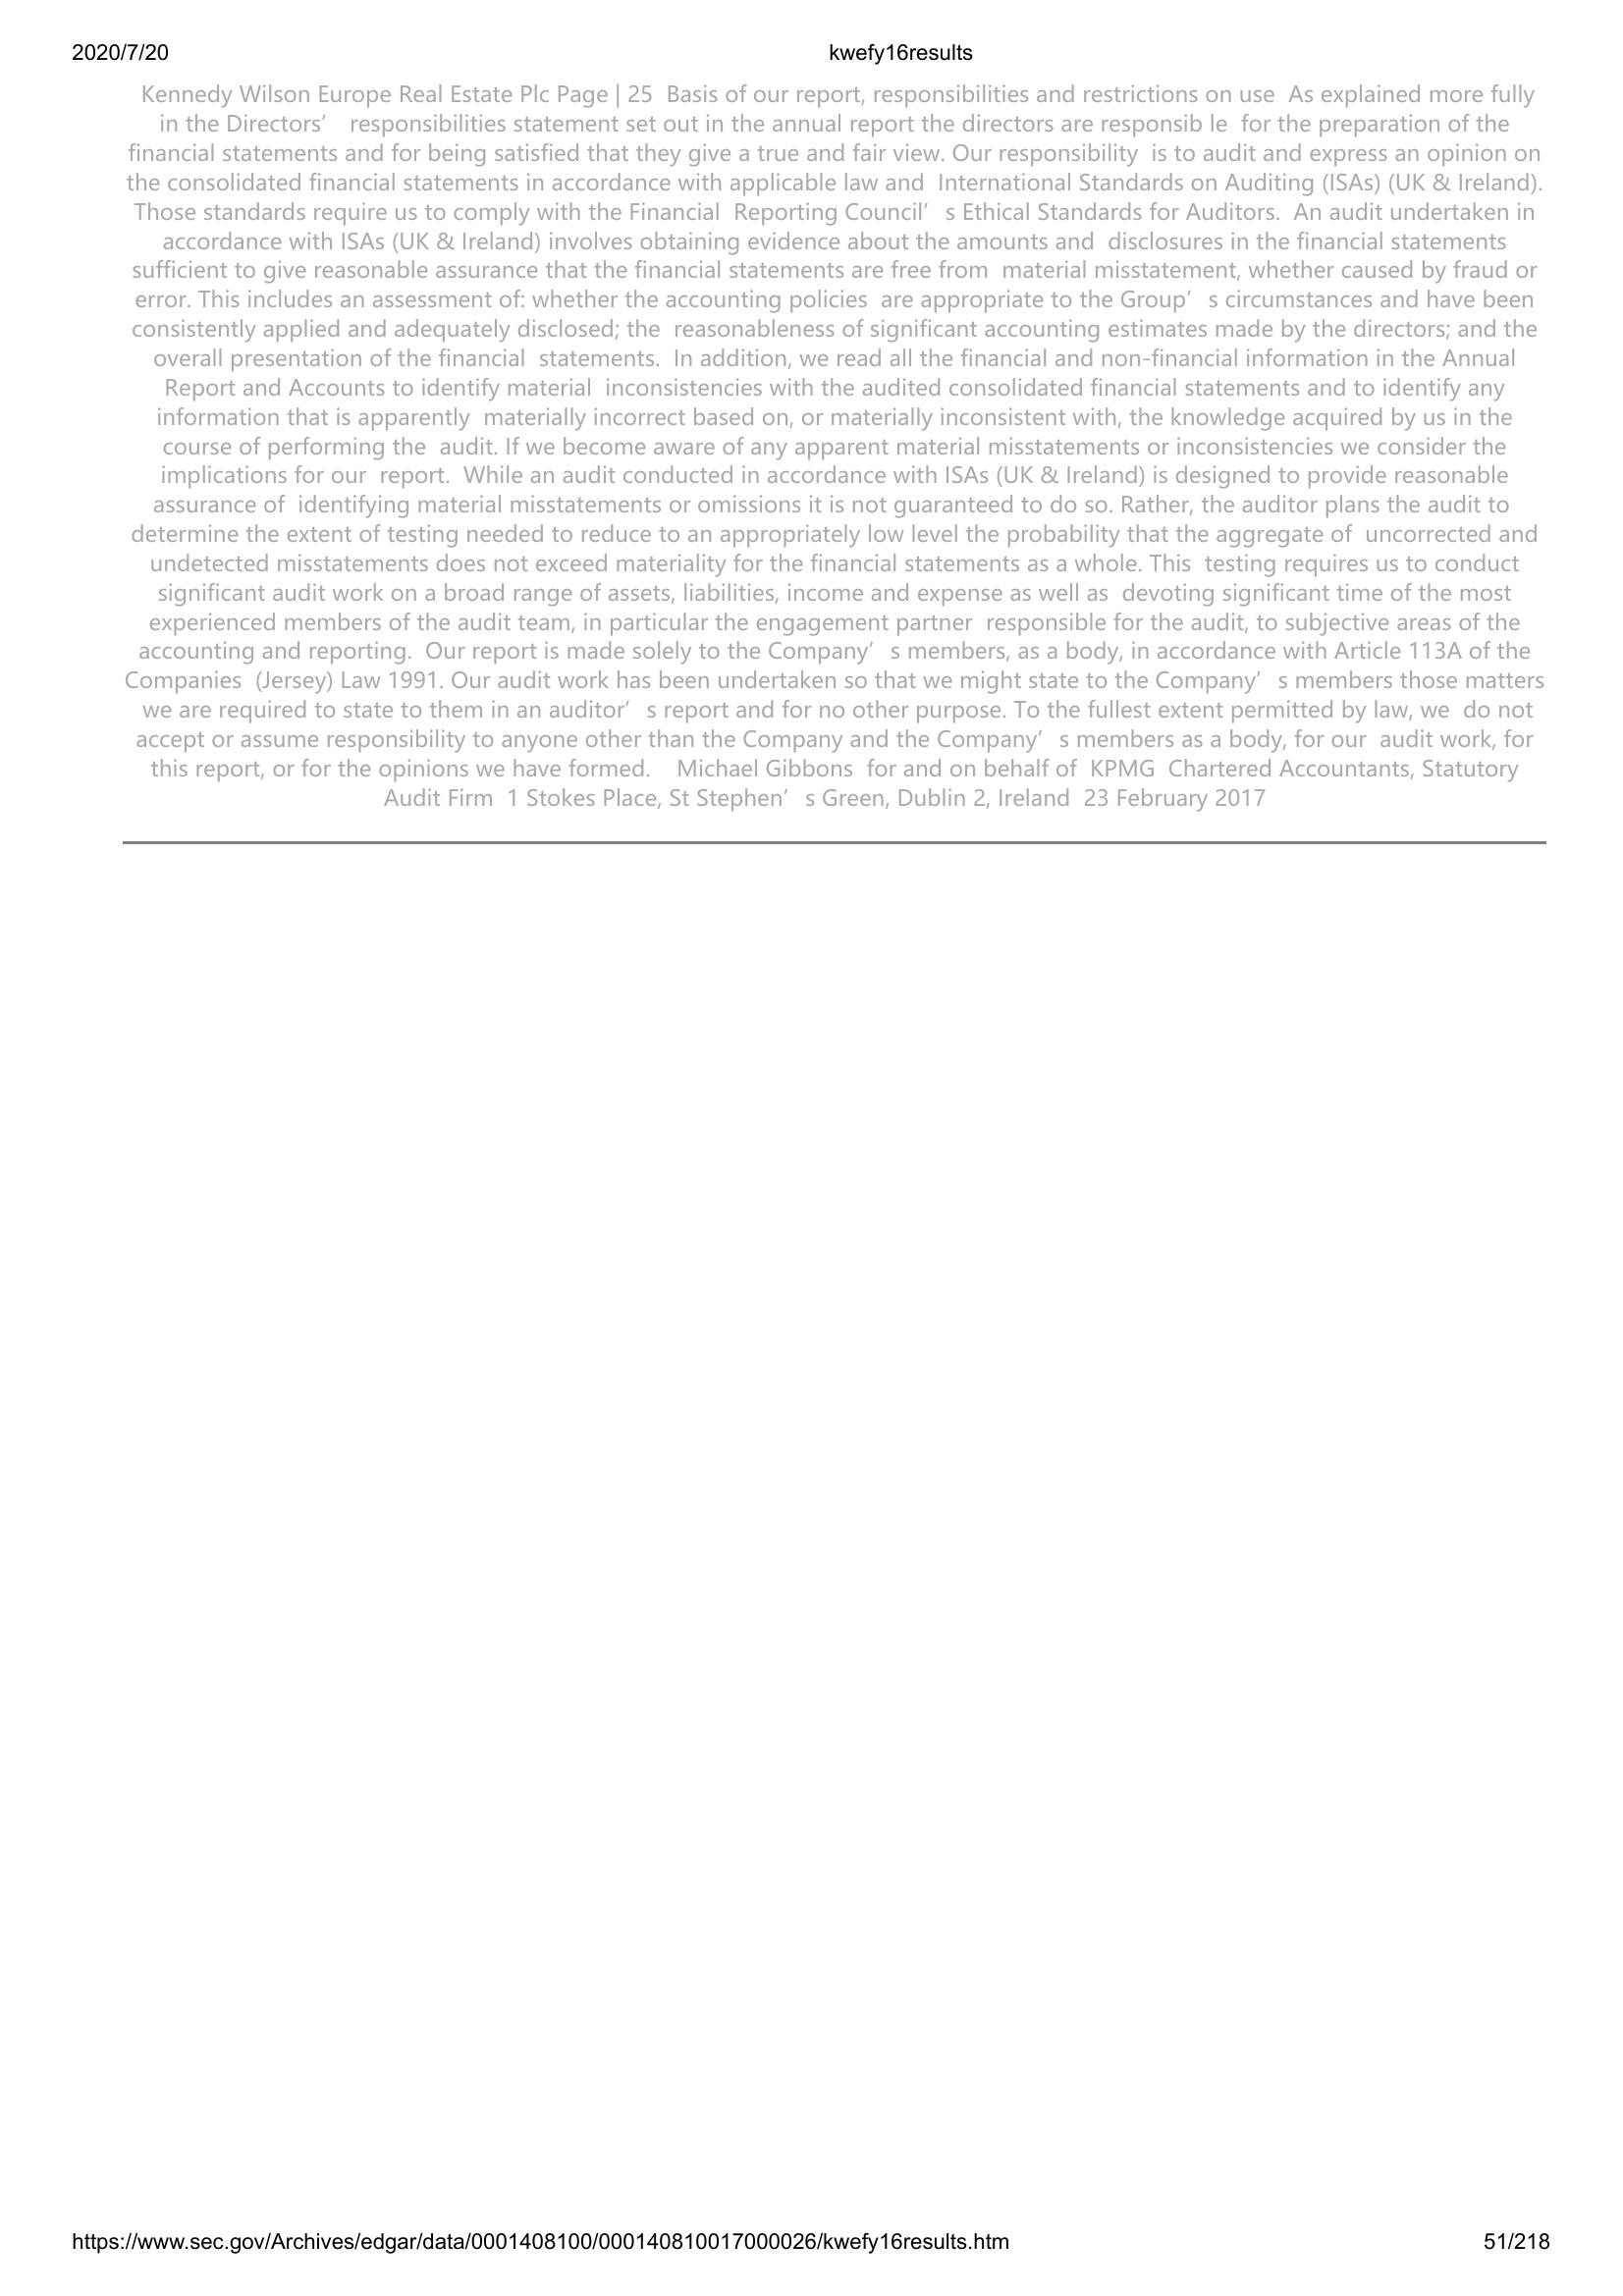 2020/7/20
kwefy16results
Kennedy Wilson Europe Real Estate Plc Page | 25  Basis of our report, responsibilities and restrictions on use  As explained more fully
in the Directors’  responsibilities statement set out in the annual report the directors are responsib le  for the preparation of the
financial statements and for being satisfied that they give a true and fair view. Our responsibility  is to audit and express an opinion on
the consolidated financial statements in accordance with applicable law and  International Standards on Auditing (ISAs) (UK & Ireland).
Those standards require us to comply with the Financial  Reporting Council’ s Ethical Standards for Auditors.  An audit undertaken in
accordance with ISAs (UK & Ireland) involves obtaining evidence about the amounts and  disclosures in the financial statements
sufficient to give reasonable assurance that the financial statements are free from  material misstatement, whether caused by fraud or
error. This includes an assessment of: whether the accounting policies  are appropriate to the Group’ s circumstances and have been
consistently applied and adequately disclosed; the  reasonableness of significant accounting estimates made by the directors; and the
overall presentation of the financial  statements.  In addition, we read all the financial and non-financial information in the Annual
Report and Accounts to identify material  inconsistencies with the audited consolidated financial statements and to identify any
information that is apparently  materially incorrect based on, or materially inconsistent with, the knowledge acquired by us in the
course of performing the  audit. If we become aware of any apparent material misstatements or inconsistencies we consider the
implications for our  report.  While an audit conducted in accordance with ISAs (UK & Ireland) is designed to provide reasonable
assurance of  identifying material misstatements or omissions it is not guaranteed to do so. Rather, the auditor plans the audit to
determine the extent of testing needed to reduce to an appropriately low level the probability that the aggregate of  uncorrected and
undetected misstatements does not exceed materiality for the financial statements as a whole. This  testing requires us to conduct
significant audit work on a broad range of assets, liabilities, income and expense as well as  devoting significant time of the most
experienced members of the audit team, in particular the engagement partner  responsible for the audit, to subjective areas of the
accounting and reporting.  Our report is made solely to the Company’ s members, as a body, in accordance with Article 113A of the
Companies  (Jersey) Law 1991. Our audit work has been undertaken so that we might state to the Company’ s members those matters
we are required to state to them in an auditor’ s report and for no other purpose. To the fullest extent permitted by law, we  do not
accept or assume responsibility to anyone other than the Company and the Company’ s members as a body, for our  audit work, for
this report, or for the opinions we have formed.    Michael Gibbons  for and on behalf of  KPMG  Chartered Accountants, Statutory
Audit Firm  1 Stokes Place, St Stephen’ s Green, Dublin 2, Ireland  23 February 2017
https://www.sec.gov/Archives/edgar/data/0001408100/000140810017000026/kwefy16results.htm
51/218